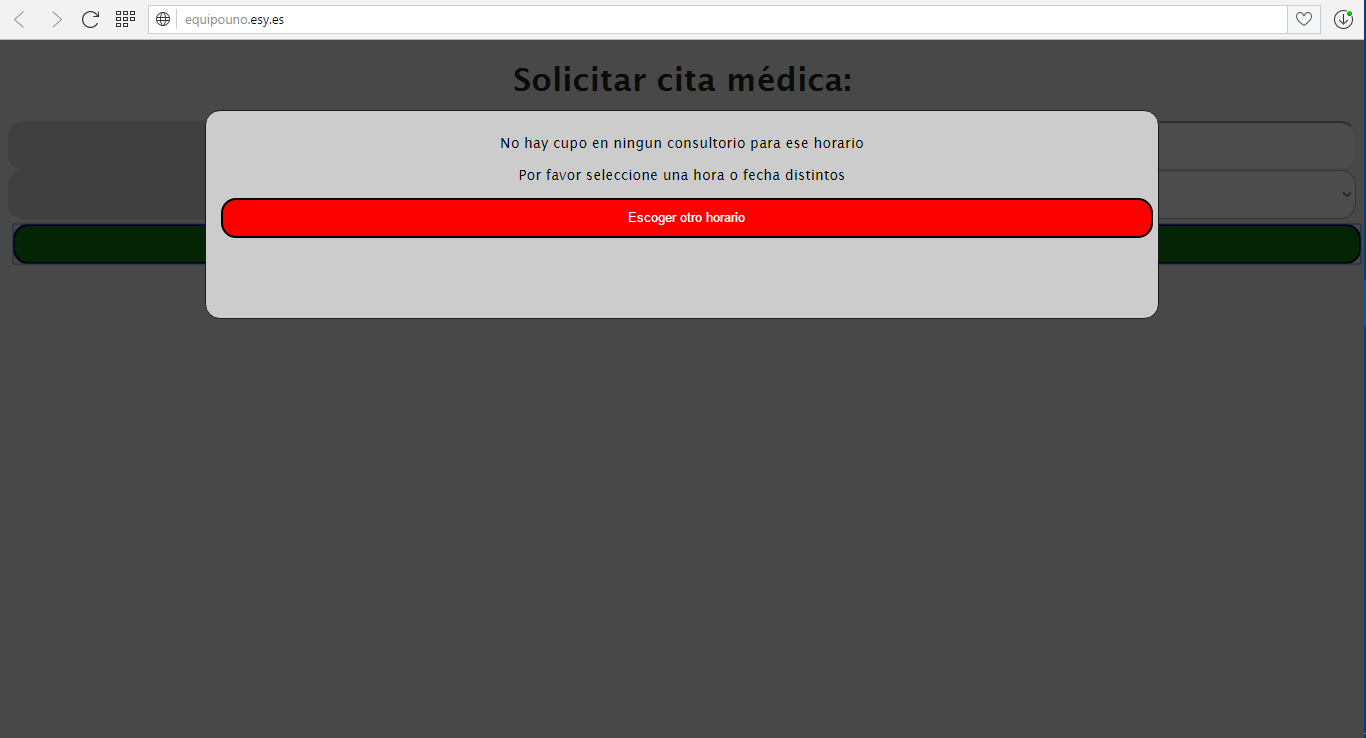 equipouno.esy.es
Solicitar cita médica:
No hay cupo en ningun consultorio para ese horario
Por favor seleccione una hora o fecha distintos
Escoger otro horario